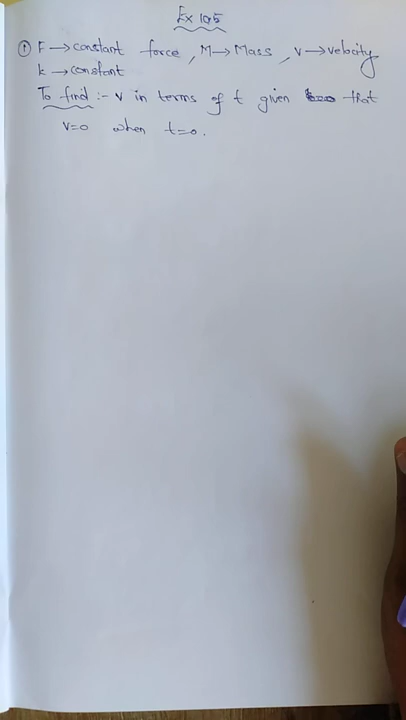 Ex 10.5
① F → constant force, M → Mass, v → velocity
k → constant
To find :- v in terms of t given that
v=0 when t=0.